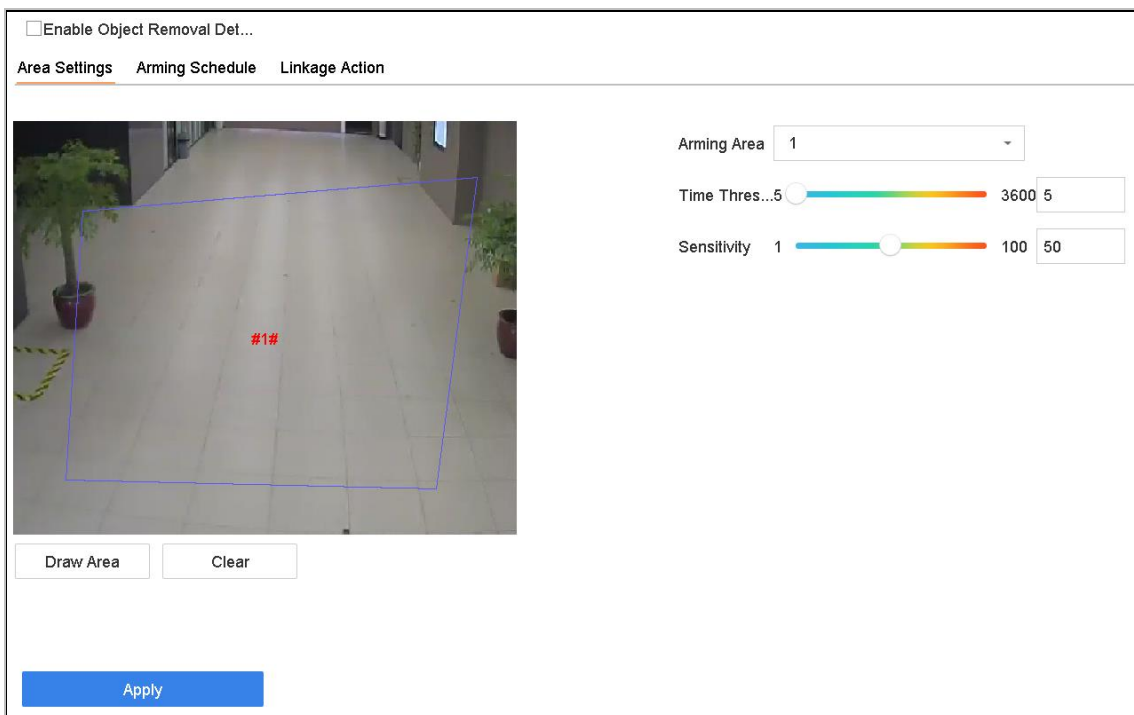 Enable Object Removal Det...
Area Settings Arming Schedule Linkage Action
Arming Area 1
Time Thres...5 3600 5
Sensitivity 1 100 50
#1#
Draw Area Clear
Apply